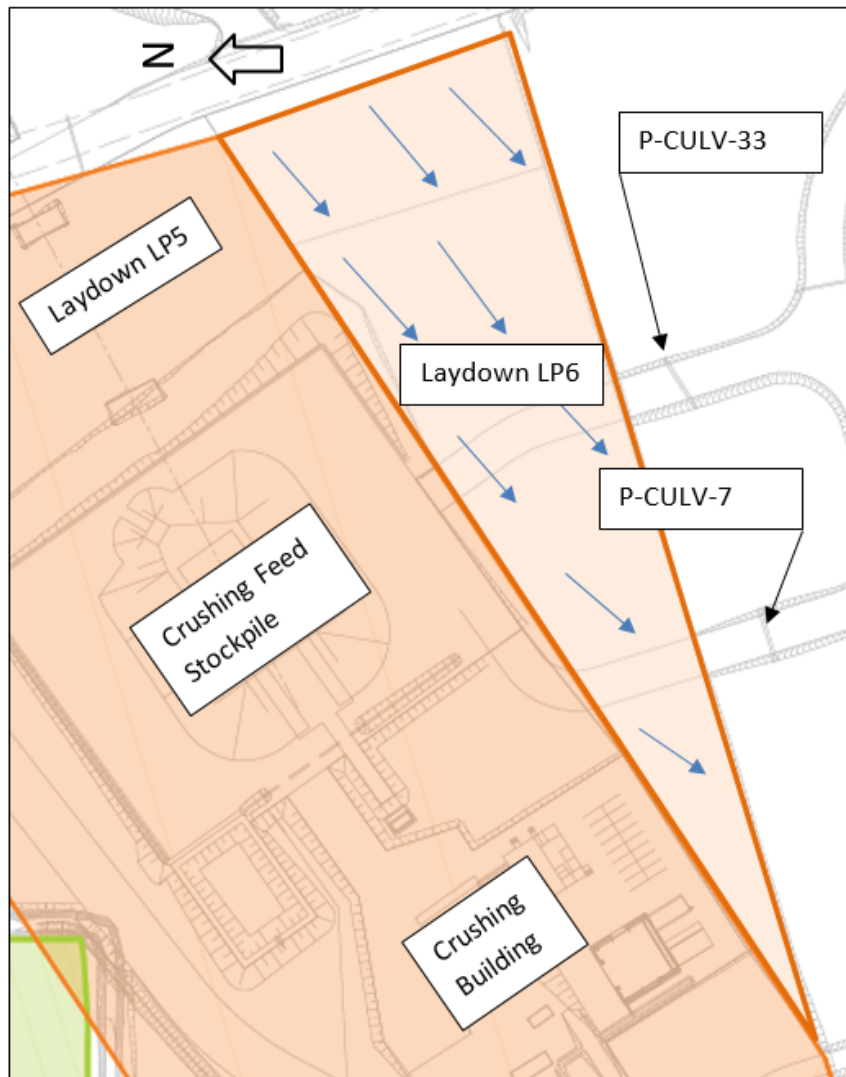 N
P-CULV-33
Laydown LP5
Laydown LP6
P-CULV-7
Crushing Feed
Stockpile
Crushing
Building